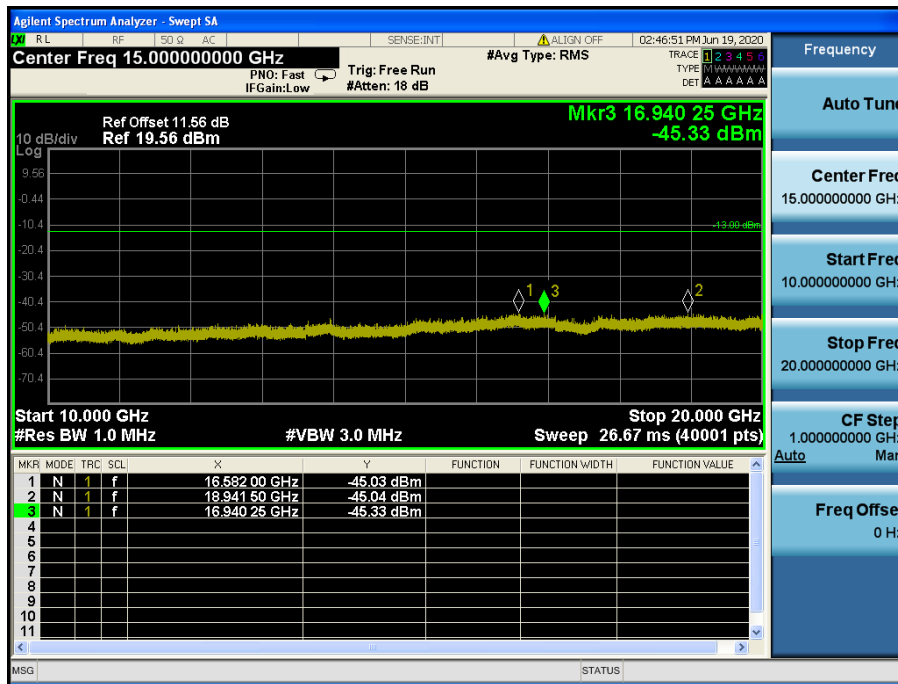 Agilent Spectrum Analyzer - Swept SA
LXI RL RF 50 Ω AC SENSE:INT ALIGN OFF 02:46:51 PM Jun 19, 2020
Center Freq 15.000000000 GHz #Avg Type: RMS TRACE 1 2 3 4 5 6
PNO: Fast Trig: Free Run TYPE M W W W W W
IFGain:Low #Atten: 18 dB DET A A A A A A
Mkr3 16.940 25 GHz
Ref Offset 11.56 dB
10 dB/div Ref 19.56 dBm -45.33 dBm
Log
9.56
-0.44
-10.4
-13.00 dBm
-20.4
-30.4
1 3 2
-40.4
-50.4
-60.4
-70.4
Start 10.000 GHz Stop 20.000 GHz
#Res BW 1.0 MHz #VBW 3.0 MHz Sweep 26.67 ms (40001 pts)
MKR MODE TRC SCL X Y FUNCTION FUNCTION WIDTH FUNCTION VALUE
1 N 1 f 16.582 00 GHz -45.03 dBm
2 N 1 f 18.941 50 GHz -45.04 dBm
3 N 1 f 16.940 25 GHz -45.33 dBm
4
5
6
7
8
9
10
11
MSG STATUS
Frequency
Auto Tune
Center Freq
15.000000000 GHz
Start Freq
10.000000000 GHz
Stop Freq
20.000000000 GHz
CF Step
1.000000000 GHz
Auto Man
Freq Offset
0 Hz